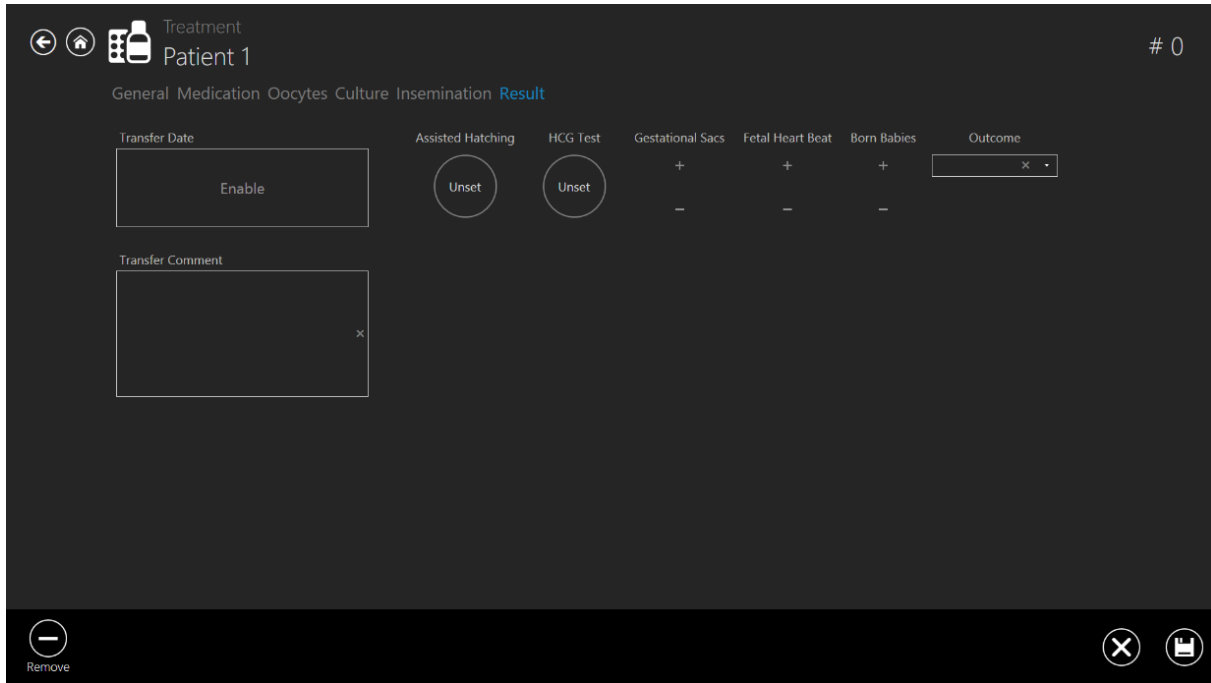 Treatment
Patient 1
# 0
General Medication Oocytes Culture Insemination Result
Transfer Date
Assisted Hatching
HCG Test
Gestational Sacs
Fetal Heart Beat
Born Babies
Outcome
Enable
Unset
Unset
+
+
+
−
−
−
Transfer Comment
Remove